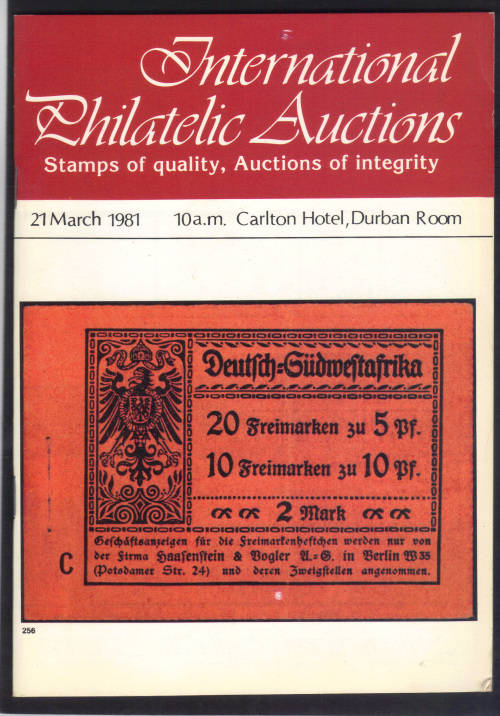 International
Philatelic Auctions
Stamps of quality, Auctions of integrity
21 March 1981 10 a.m. Carlton Hotel, Durban Room
Deutsch=Südwestafrika
20 Freimarken zu 5 Pf.
10 Freimarken zu 10 Pf.
2 Mark
Geschäftsanzeigen für die Freimarkenheftchen werden nur von
der Firma Haasenstein & Vogler A.=G. in Berlin W 35
(Potsdamer Str. 24) und deren Zweigstellen angenommen.
C
256